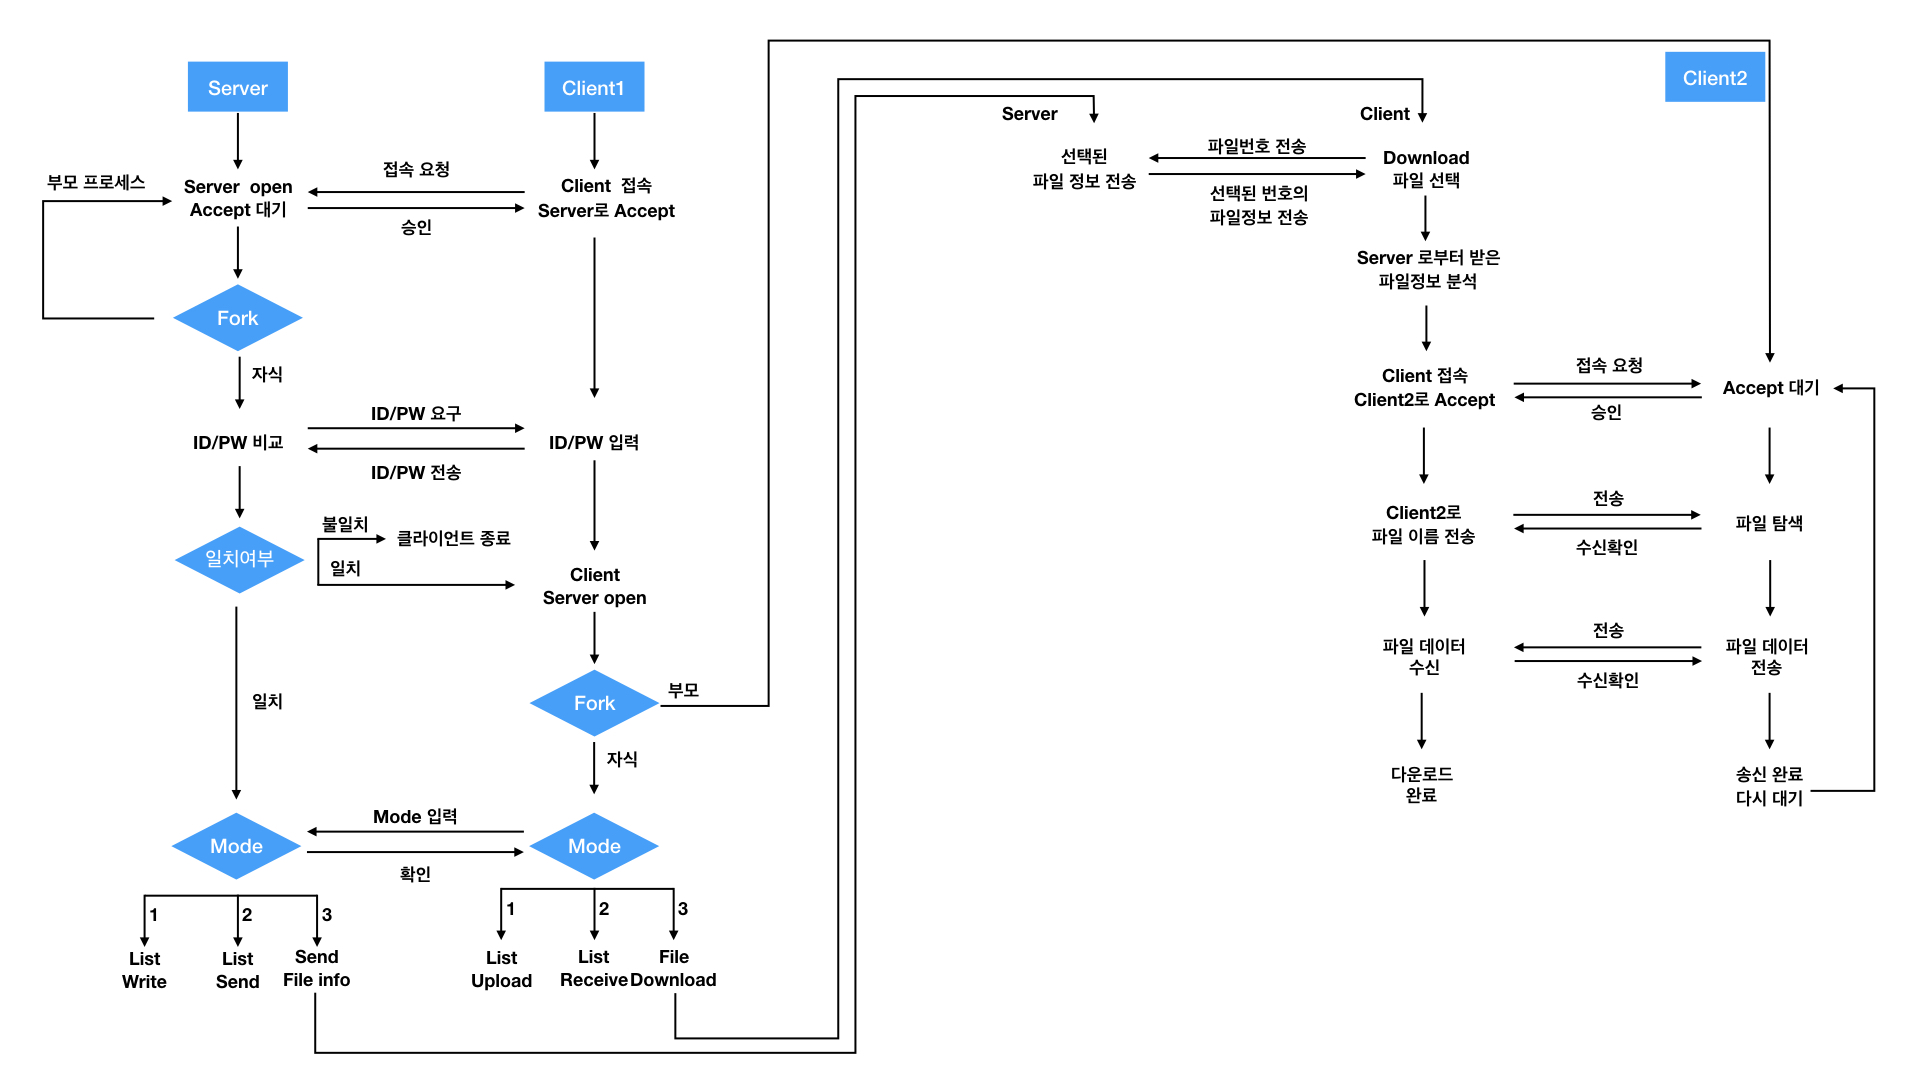 Server
Client1
Client2
Server
Client
부모 프로세스
Server open
Accept 대기
접속 요청
승인
Client 접속
Server로 Accept
선택된
파일 정보 전송
파일번호 전송
선택된 번호의
파일정보 전송
Download
파일 선택
Server 로부터 받은
파일정보 분석
Fork
자식
ID/PW 비교
ID/PW 요구
ID/PW 전송
ID/PW 입력
Client 접속
Client2로 Accept
접속 요청
승인
Accept 대기
일치여부
불일치
클라이언트 종료
일치
Client
Server open
Client2로
파일 이름 전송
전송
수신확인
파일 탐색
일치
Fork
부모
자식
파일 데이터
수신
전송
수신확인
파일 데이터
전송
다운로드
완료
송신 완료
다시 대기
Mode
Mode 입력
확인
Mode
1
2
3
List
Write
List
Send
Send
File info
1
2
3
List
Upload
List
Receive
File
Download